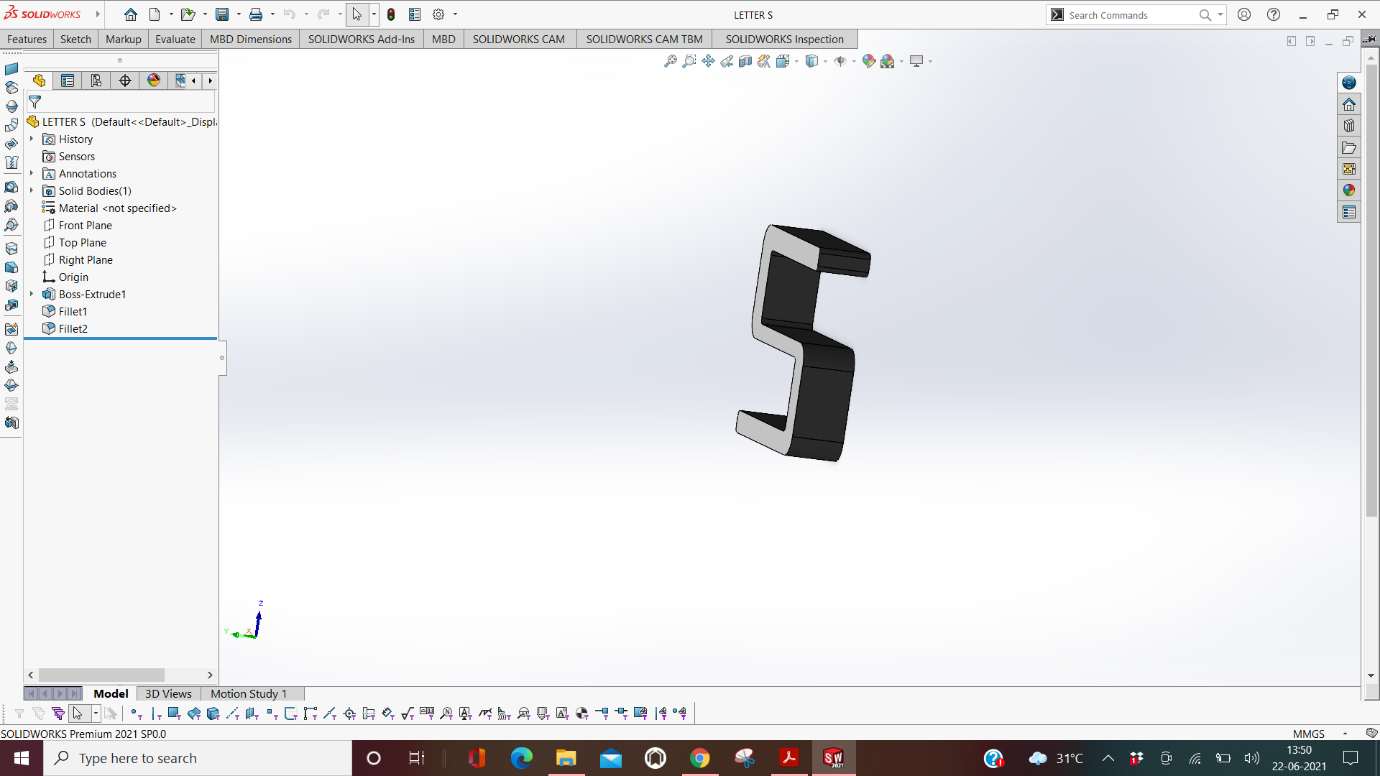 SOLIDWORKS
LETTER S
Search Commands
Features Sketch Markup Evaluate MBD Dimensions SOLIDWORKS Add-Ins MBD SOLIDWORKS CAM SOLIDWORKS CAM TBM SOLIDWORKS Inspection
LETTER S (Default<<Default>_Displ
History
Sensors
Annotations
Solid Bodies(1)
Material <not specified>
Front Plane
Top Plane
Right Plane
Origin
Boss-Extrude1
Fillet1
Fillet2
Z
Y X
Model 3D Views Motion Study 1
SOLIDWORKS Premium 2021 SP0.0
MMGS
Type here to search
31°C
13:50
22-06-2021